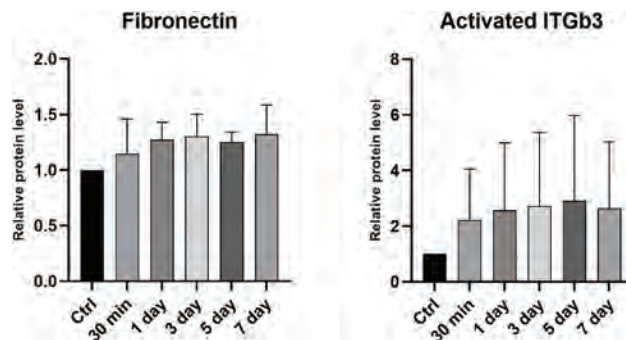 Fibronectin
Relative protein level
2.0
1.5
1.0
0.5
0.0
Ctrl
30 min
1 day
3 day
5 day
7 day
Activated ITGb3
Relative protein level
8
6
4
2
0
Ctrl
30 min
1 day
3 day
5 day
7 day